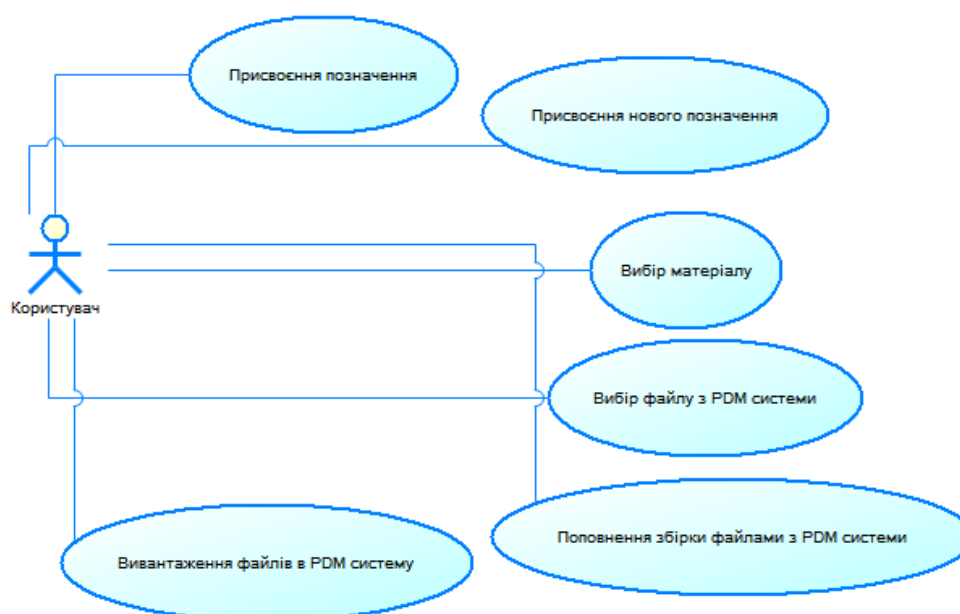 Присвоєння позначення
Присвоєння нового позначення
Вибір матеріалу
Користувач
Вибір файлу з PDM системи
Поповнення збірки файлами з PDM системи
Вивантаження файлів в PDM систему